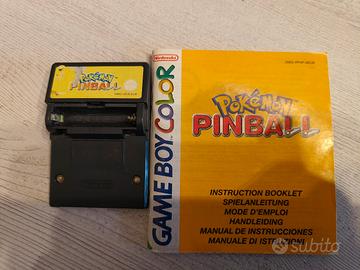 POKéMON
PINBALL
Nintendo
GAME BOY COLOR
POKéMON
PINBALL
INSTRUCTION BOOKLET
SPIELANLEITUNG
MODE D'EMPLOI
HANDLEIDING
MANUAL DE INSTRUCCIONES
MANUALE DI ISTRUZIONI
subito